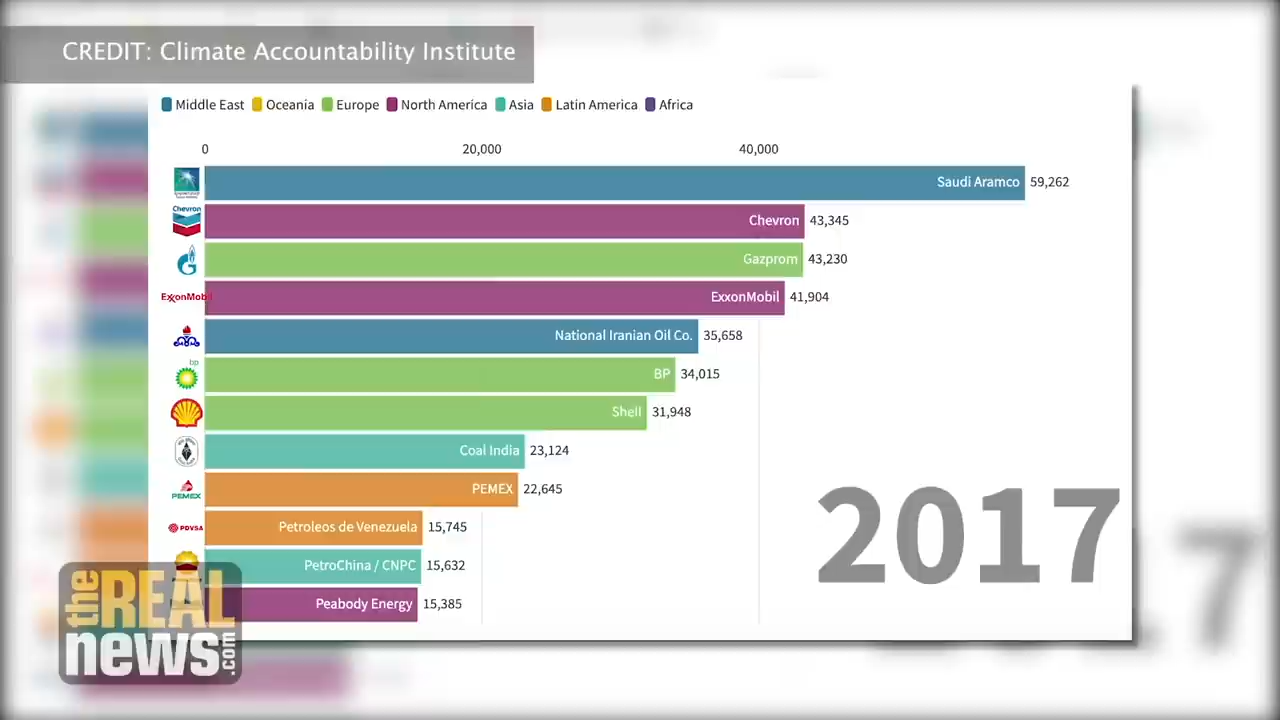 CREDIT: Climate Accountability Institute
Middle East Oceania Europe North America Asia Latin America Africa
0 20,000 40,000
Saudi Aramco 59,262
Chevron Chevron 43,345
Gazprom 43,230
ExxonMobil ExxonMobil 41,904
National Iranian Oil Co. 35,658
bp BP 34,015
Shell 31,948
Coal India 23,124
PEMEX PEMEX 22,645
PDVSA Petroleos de Venezuela 15,745
PetroChina / CNPC 15,632
Peabody Energy 15,385
2017
the REAL
news.com